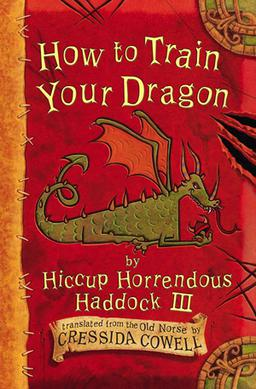 How to Train
Your Dragon
by
Hiccup Horrendous
Haddock III
translated from the Old Norse by
CRESSIDA COWELL